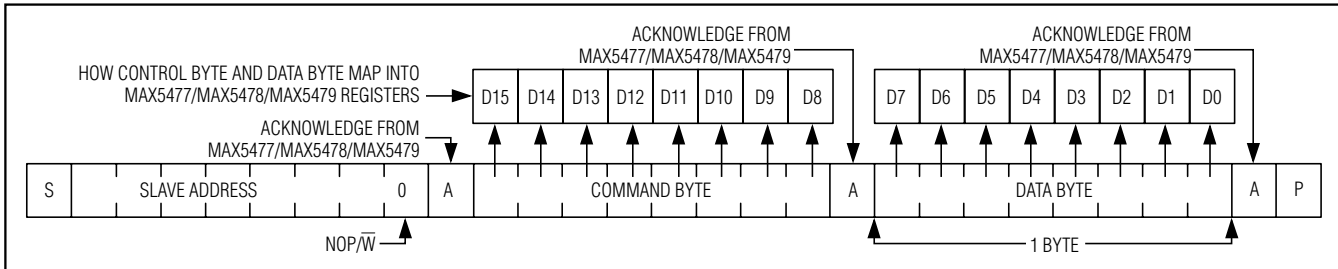 ACKNOWLEDGE FROM
MAX5477/MAX5478/MAX5479
ACKNOWLEDGE FROM
MAX5477/MAX5478/MAX5479
HOW CONTROL BYTE AND DATA BYTE MAP INTO
MAX5477/MAX5478/MAX5479 REGISTERS
D15 D14 D13 D12 D11 D10 D9 D8 D7 D6 D5 D4 D3 D2 D1 D0
ACKNOWLEDGE FROM
MAX5477/MAX5478/MAX5479
S SLAVE ADDRESS 0 A COMMAND BYTE A DATA BYTE A P
NOP/W̅ 1 BYTE